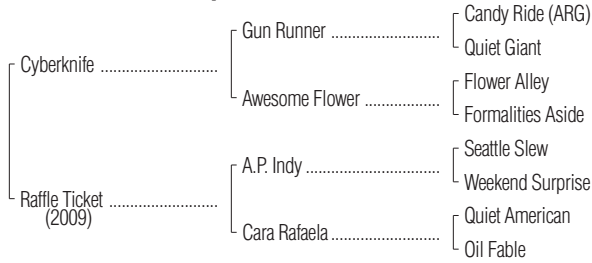 Candy Ride (ARG)
Gun Runner ........................
Quiet Giant
Cyberknife ..........................
Flower Alley
Awesome Flower ................
Formalities Aside
Seattle Slew
A.P. Indy .............................
Weekend Surprise
Raffle Ticket ........................
(2009)
Quiet American
Cara Rafaela.......................
Oil Fable